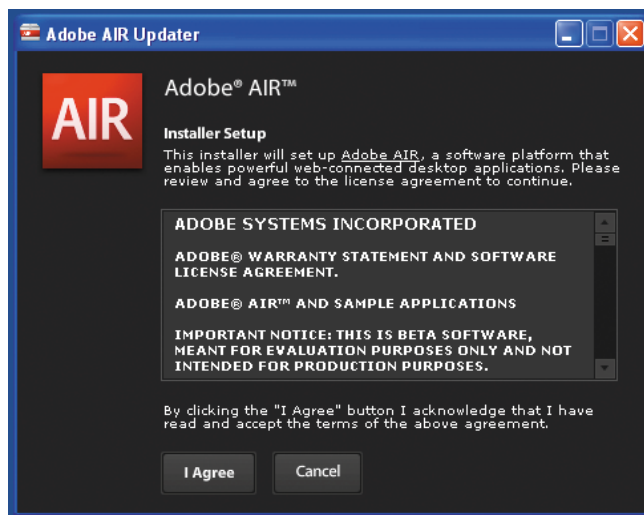 Adobe AIR Updater
AIR
Adobe® AIR™
Installer Setup
This installer will set up Adobe AIR, a software platform that
enables powerful web-connected desktop applications. Please
review and agree to the license agreement to continue.
ADOBE SYSTEMS INCORPORATED
ADOBE® WARRANTY STATEMENT AND SOFTWARE
LICENSE AGREEMENT.
ADOBE® AIR™ AND SAMPLE APPLICATIONS
IMPORTANT NOTICE: THIS IS BETA SOFTWARE,
MEANT FOR EVALUATION PURPOSES ONLY AND NOT
INTENDED FOR PRODUCTION PURPOSES.
By clicking the "I Agree" button I acknowledge that I have
read and accept the terms of the above agreement.
I Agree
Cancel